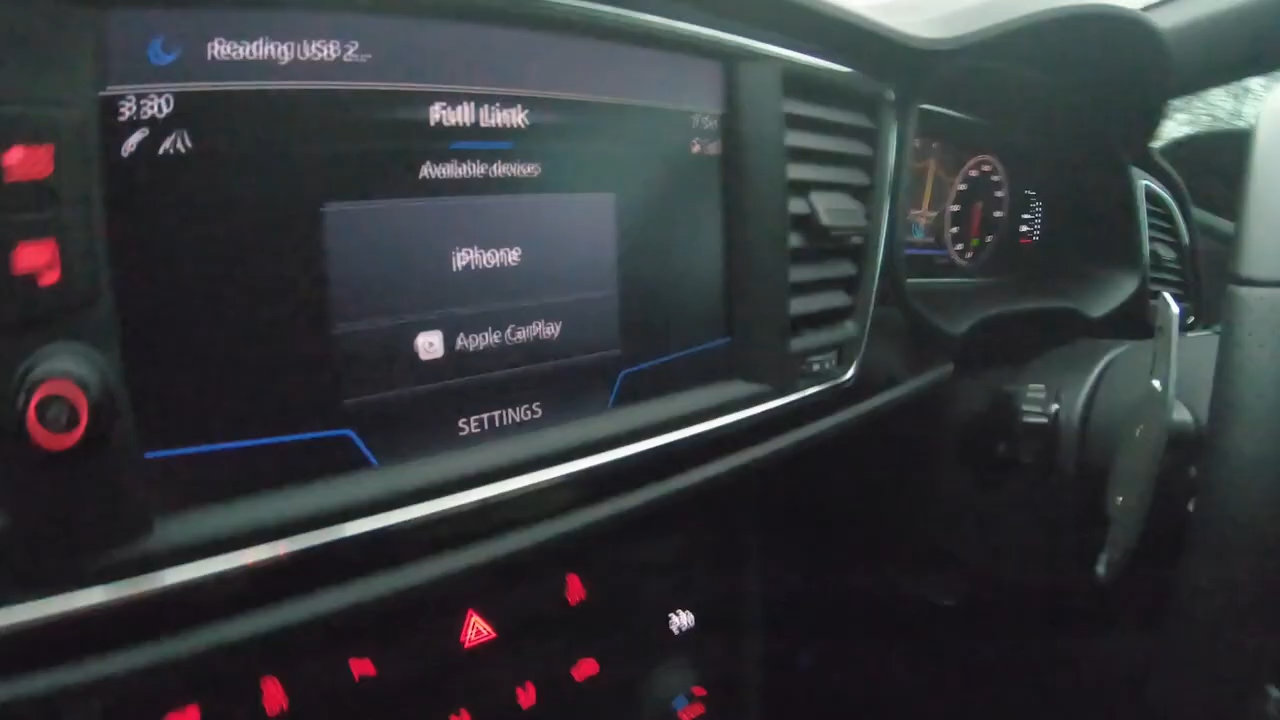 Reading USB 2...
3:30
Full Link
Available devices
iPhone
Apple CarPlay
SETTINGS